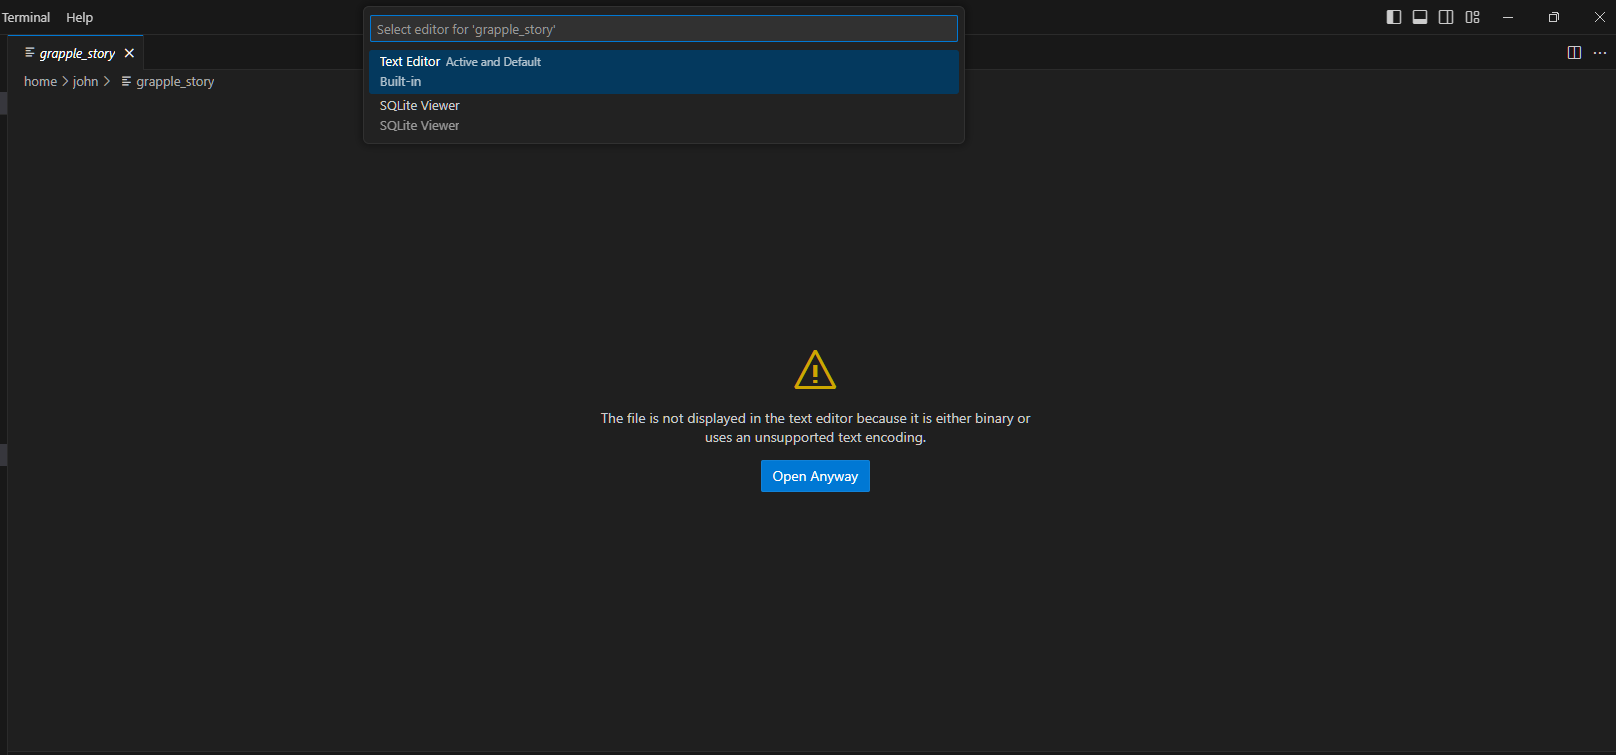 Terminal Help
Select editor for 'grapple_story'
grapple_story
Text Editor Active and Default
Built-in
home > john > grapple_story
SQLite Viewer
SQLite Viewer
The file is not displayed in the text editor because it is either binary or
uses an unsupported text encoding.
Open Anyway